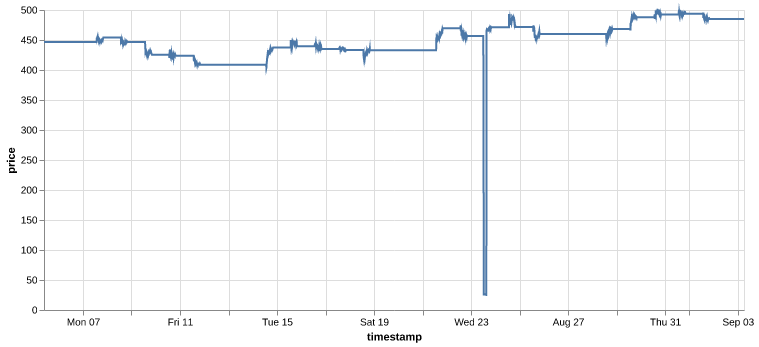 500
450
400
350
300
250
200
150
100
50
0
price
Mon 07
Fri 11
Tue 15
Sat 19
Wed 23
Aug 27
Thu 31
Sep 03
timestamp